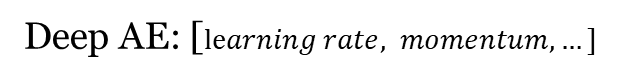 Deep AE: [learning rate, momentum, ... ]